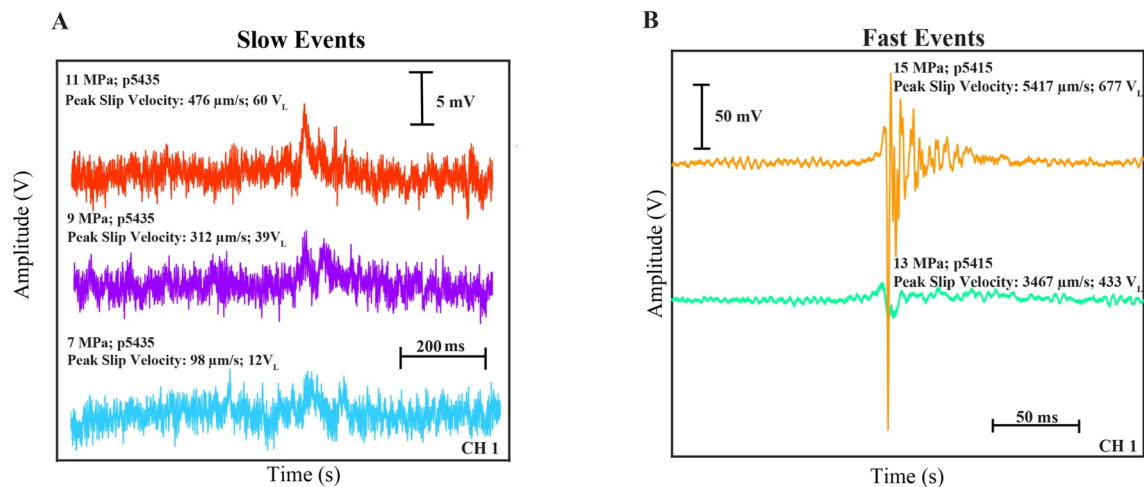 A
Slow Events
11 MPa; p5435
Peak Slip Velocity: 476 µm/s; 60 V_L
5 mV
9 MPa; p5435
Peak Slip Velocity: 312 µm/s; 39V_L
200 ms
7 MPa; p5435
Peak Slip Velocity: 98 µm/s; 12V_L
CH 1
Amplitude (V)
Time (s)
B
Fast Events
15 MPa; p5415
Peak Slip Velocity: 5417 µm/s; 677 V_L
50 mV
13 MPa; p5415
Peak Slip Velocity: 3467 µm/s; 433 V_L
50 ms
CH 1
Amplitude (V)
Time (s)